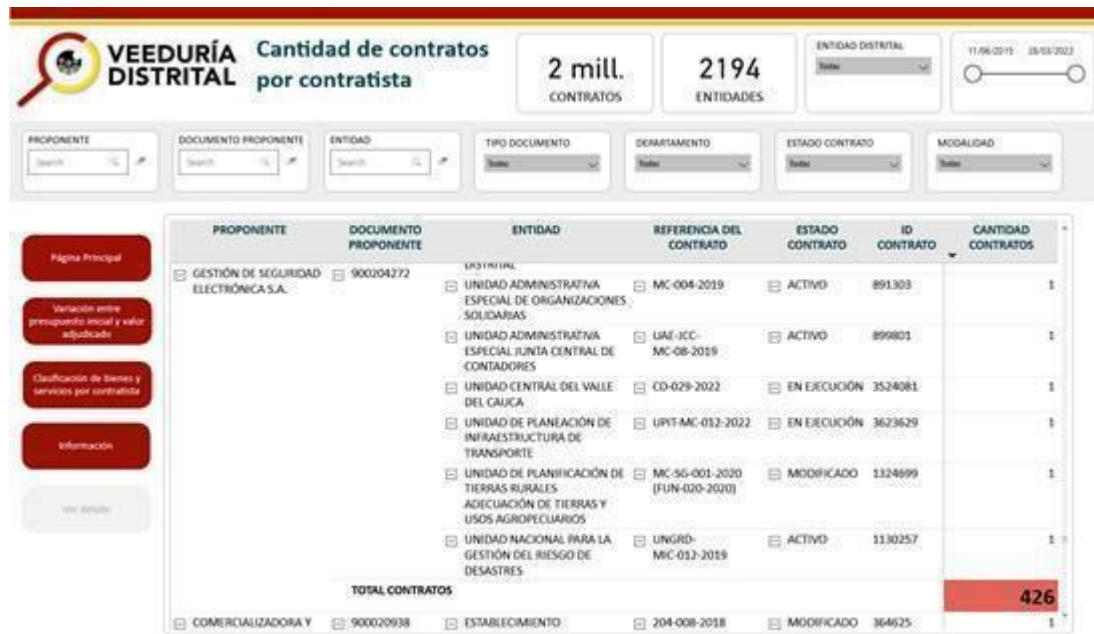 VEEDURÍA
DISTRITAL
Cantidad de contratos
por contratista
2 mill.
CONTRATOS
2194
ENTIDADES
ENTIDAD DISTRITAL
Todas
11/06/2015 28/03/2022
PROPONENTE
Search
DOCUMENTO PROPONENTE
Search
ENTIDAD
Search
TIPO DOCUMENTO
Todas
DEPARTAMENTO
Todas
ESTADO CONTRATO
Todas
MODALIDAD
Todas
Página Principal
Variación entre
presupuesto inicial y valor
adjudicado
Clasificación de bienes y
servicios por contratista
Información
Ver detalle
PROPONENTE
DOCUMENTO
PROPONENTE
ENTIDAD
REFERENCIA DEL
CONTRATO
ESTADO
CONTRATO
ID
CONTRATO
CANTIDAD
CONTRATOS
DISTRITAL
GESTIÓN DE SEGURIDAD
ELECTRÓNICA S.A.
900204272
UNIDAD ADMINISTRATIVA
ESPECIAL DE ORGANIZACIONES
SOLIDARIAS
MC-004-2019
ACTIVO
891303
1
UNIDAD ADMINISTRATIVA
ESPECIAL JUNTA CENTRAL DE
CONTADORES
UAE-JCC-
MC-08-2019
ACTIVO
899801
1
UNIDAD CENTRAL DEL VALLE
DEL CAUCA
CD-029-2022
EN EJECUCIÓN
3524081
1
UNIDAD DE PLANEACIÓN DE
INFRAESTRUCTURA DE
TRANSPORTE
UPIT-MC-012-2022
EN EJECUCIÓN
3623629
1
UNIDAD DE PLANIFICACIÓN DE
TIERRAS RURALES
ADECUACIÓN DE TIERRAS Y
USOS AGROPECUARIOS
MC-SG-001-2020
(FUN-020-2020)
MODIFICADO
1324699
1
UNIDAD NACIONAL PARA LA
GESTIÓN DEL RIESGO DE
DESASTRES
UNGRD-
MIC-012-2019
ACTIVO
1130257
1
TOTAL CONTRATOS
426
COMERCIALIZADORA Y
900020938
ESTABLECIMIENTO
204-008-2018
MODIFICADO
364625
1